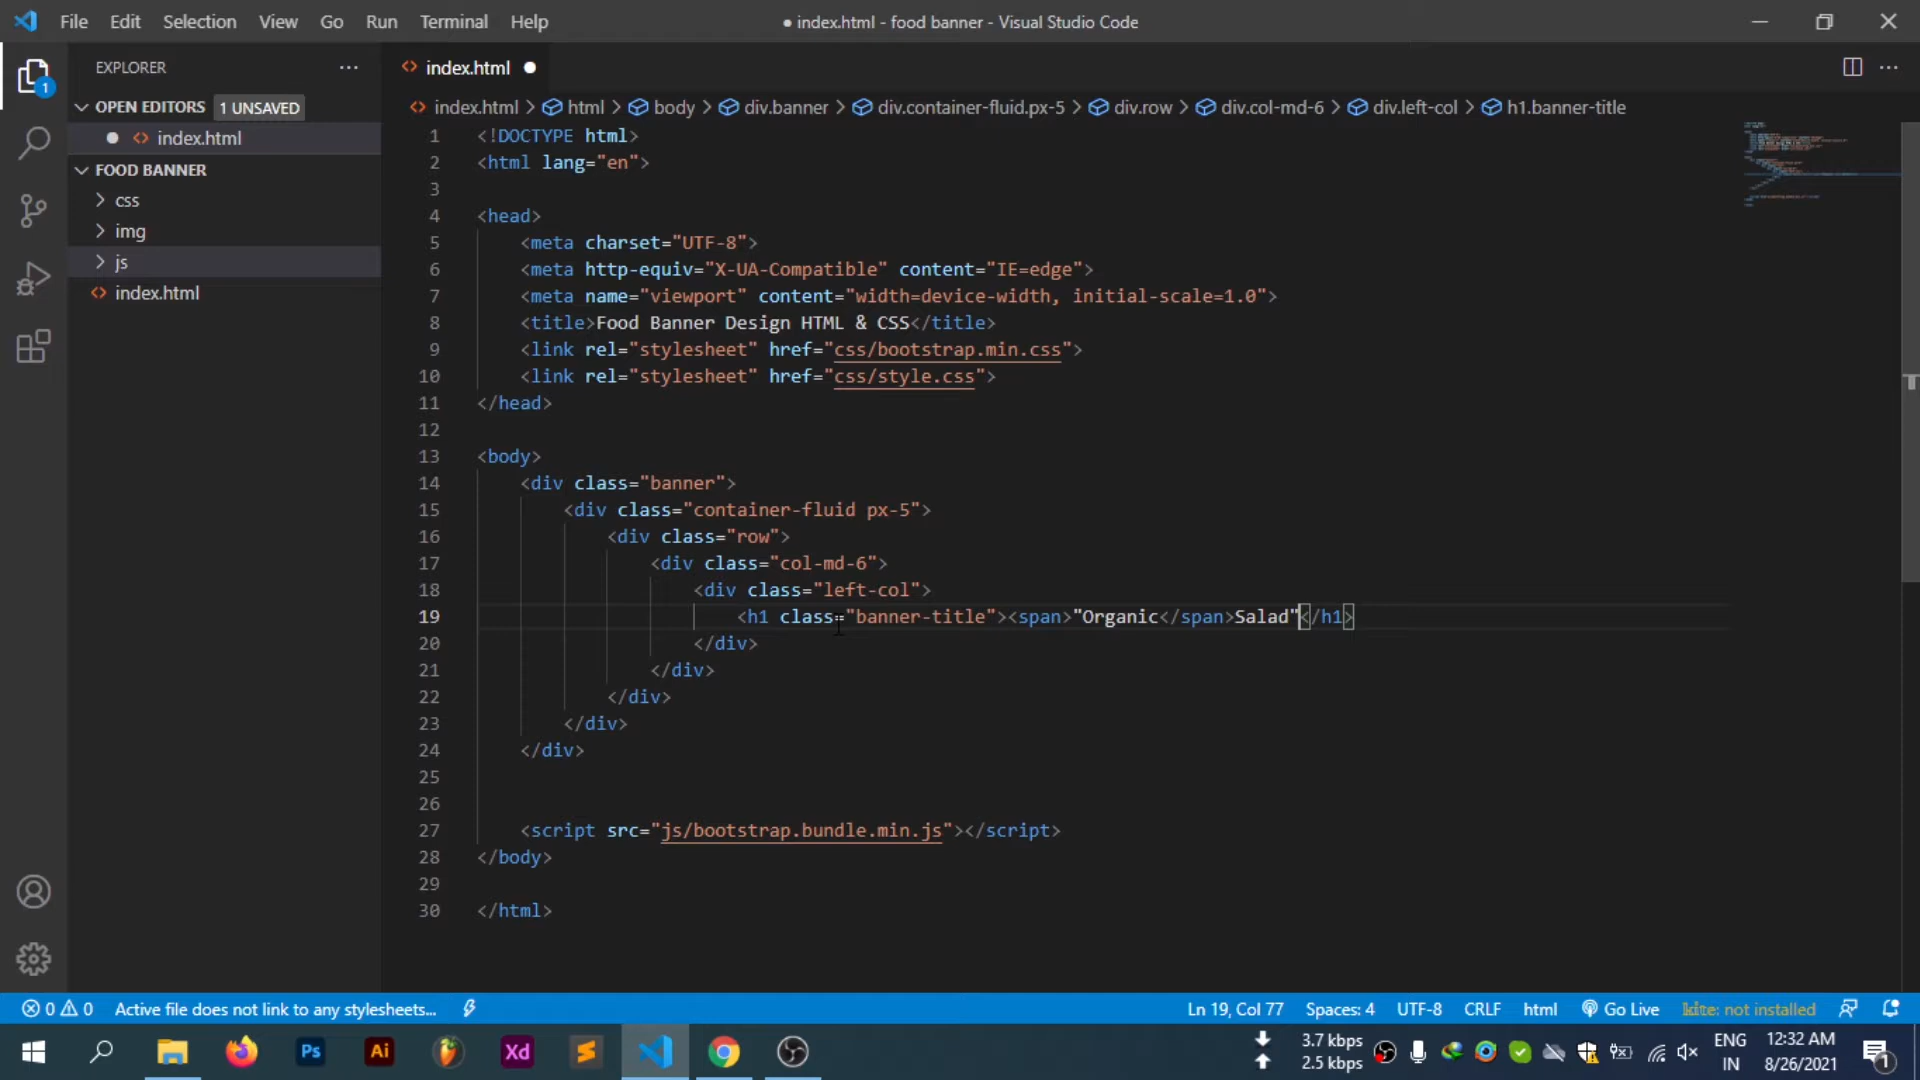 File Edit Selection View Go Run Terminal Help
● index.html - food banner - Visual Studio Code
EXPLORER
index.html
OPEN EDITORS 1 UNSAVED
index.html
FOOD BANNER
css
img
js
index.html
1
index.html > html > body > div.banner > div.container-fluid.px-5 > div.row > div.col-md-6 > div.left-col > h1.banner-title
1 <!DOCTYPE html>
2 <html lang="en">
3
4 <head>
5 <meta charset="UTF-8">
6 <meta http-equiv="X-UA-Compatible" content="IE=edge">
7 <meta name="viewport" content="width=device-width, initial-scale=1.0">
8 <title>Food Banner Design HTML & CSS</title>
9 <link rel="stylesheet" href="css/bootstrap.min.css">
10 <link rel="stylesheet" href="css/style.css">
11 </head>
12
13 <body>
14 <div class="banner">
15 <div class="container-fluid px-5">
16 <div class="row">
17 <div class="col-md-6">
18 <div class="left-col">
19 <h1 class="banner-title"><span>"Organic</span>Salad"</h1>
20 </div>
21 </div>
22 </div>
23 </div>
24 </div>
25
26
27 <script src="js/bootstrap.bundle.min.js"></script>
28 </body>
29
30 </html>
0 0 Active file does not link to any stylesheets...
Ln 19, Col 77 Spaces: 4 UTF-8 CRLF html Go Live kite: not installed
Ps Ai Xd
3.7 kbps
2.5 kbps
ENG
IN
12:32 AM
8/26/2021
1